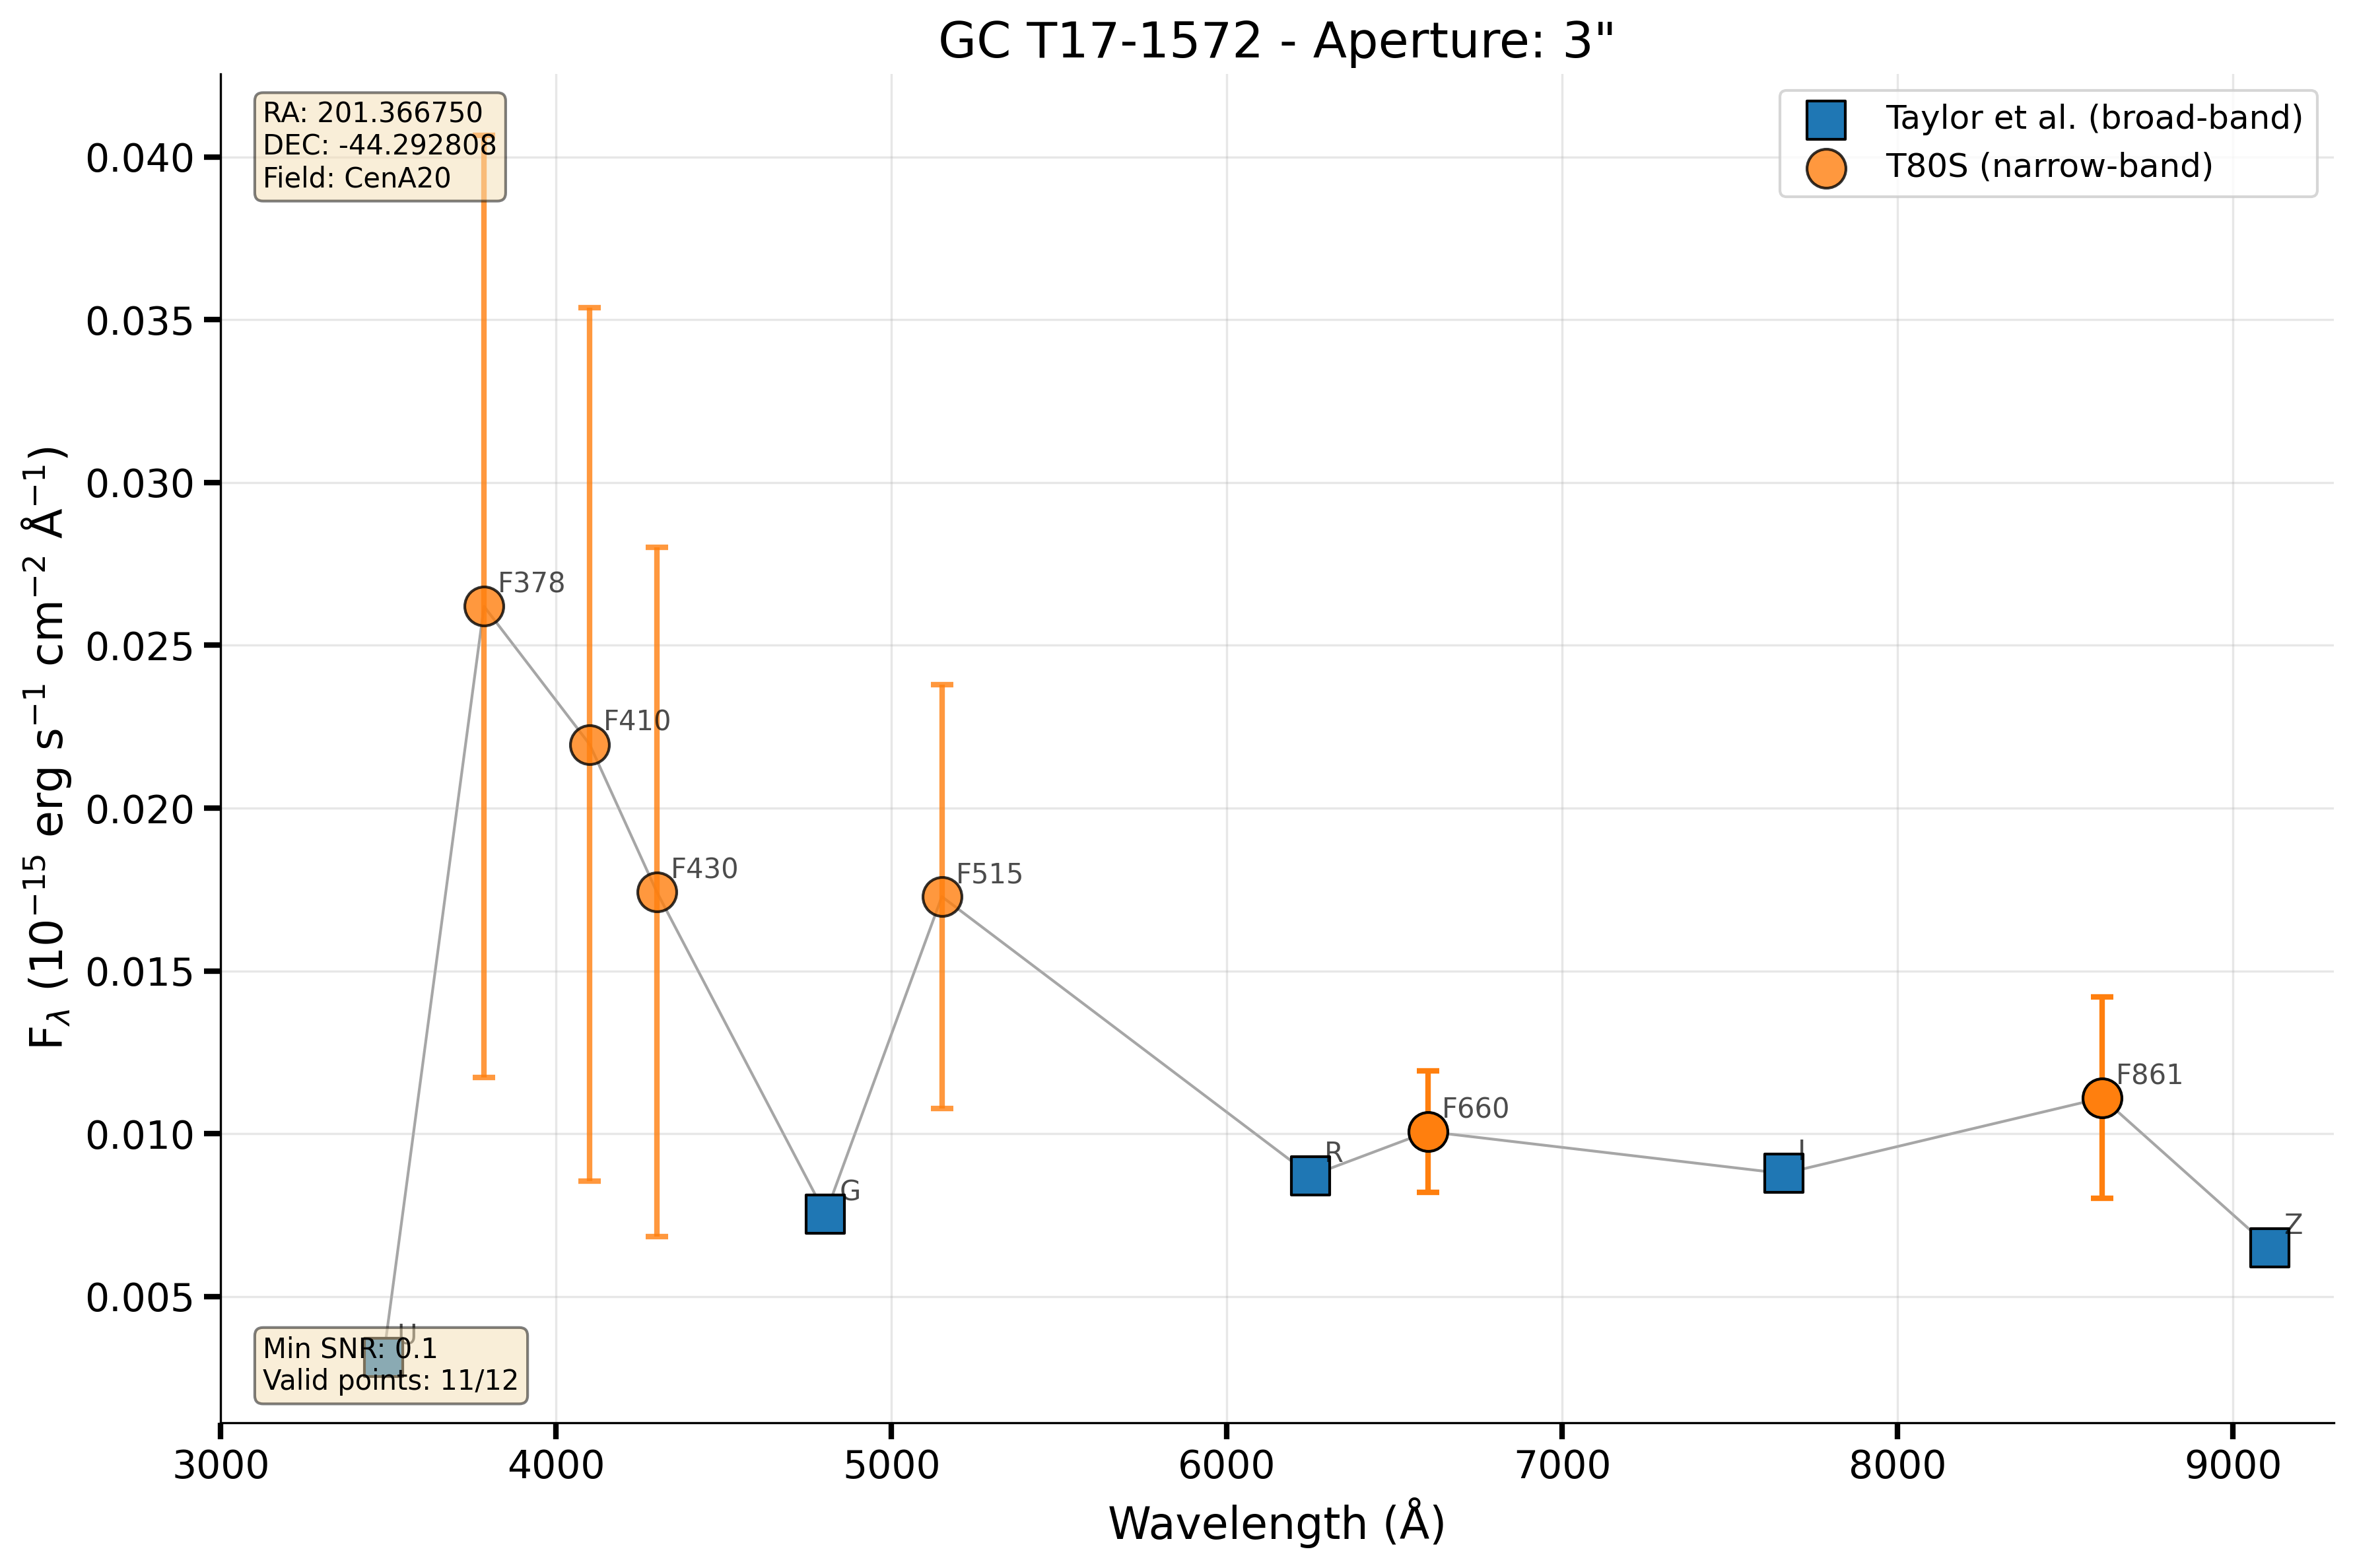 GC T17-1572 - Aperture: 3"
RA: 201.366750
DEC: -44.292808
Field: CenA20
Taylor et al. (broad-band)
T80S (narrow-band)
0.040
0.035
0.030
0.025
0.020
0.015
0.010
0.005
F$_{\lambda}$ (10$^{-15}$ erg s$^{-1}$ cm$^{-2}$ Å$^{-1}$)
F378
F410
F430
F515
F660
F861
U
G
R
I
Z
Min SNR: 0.1
Valid points: 11/12
3000 4000 5000 6000 7000 8000 9000
Wavelength (Å)